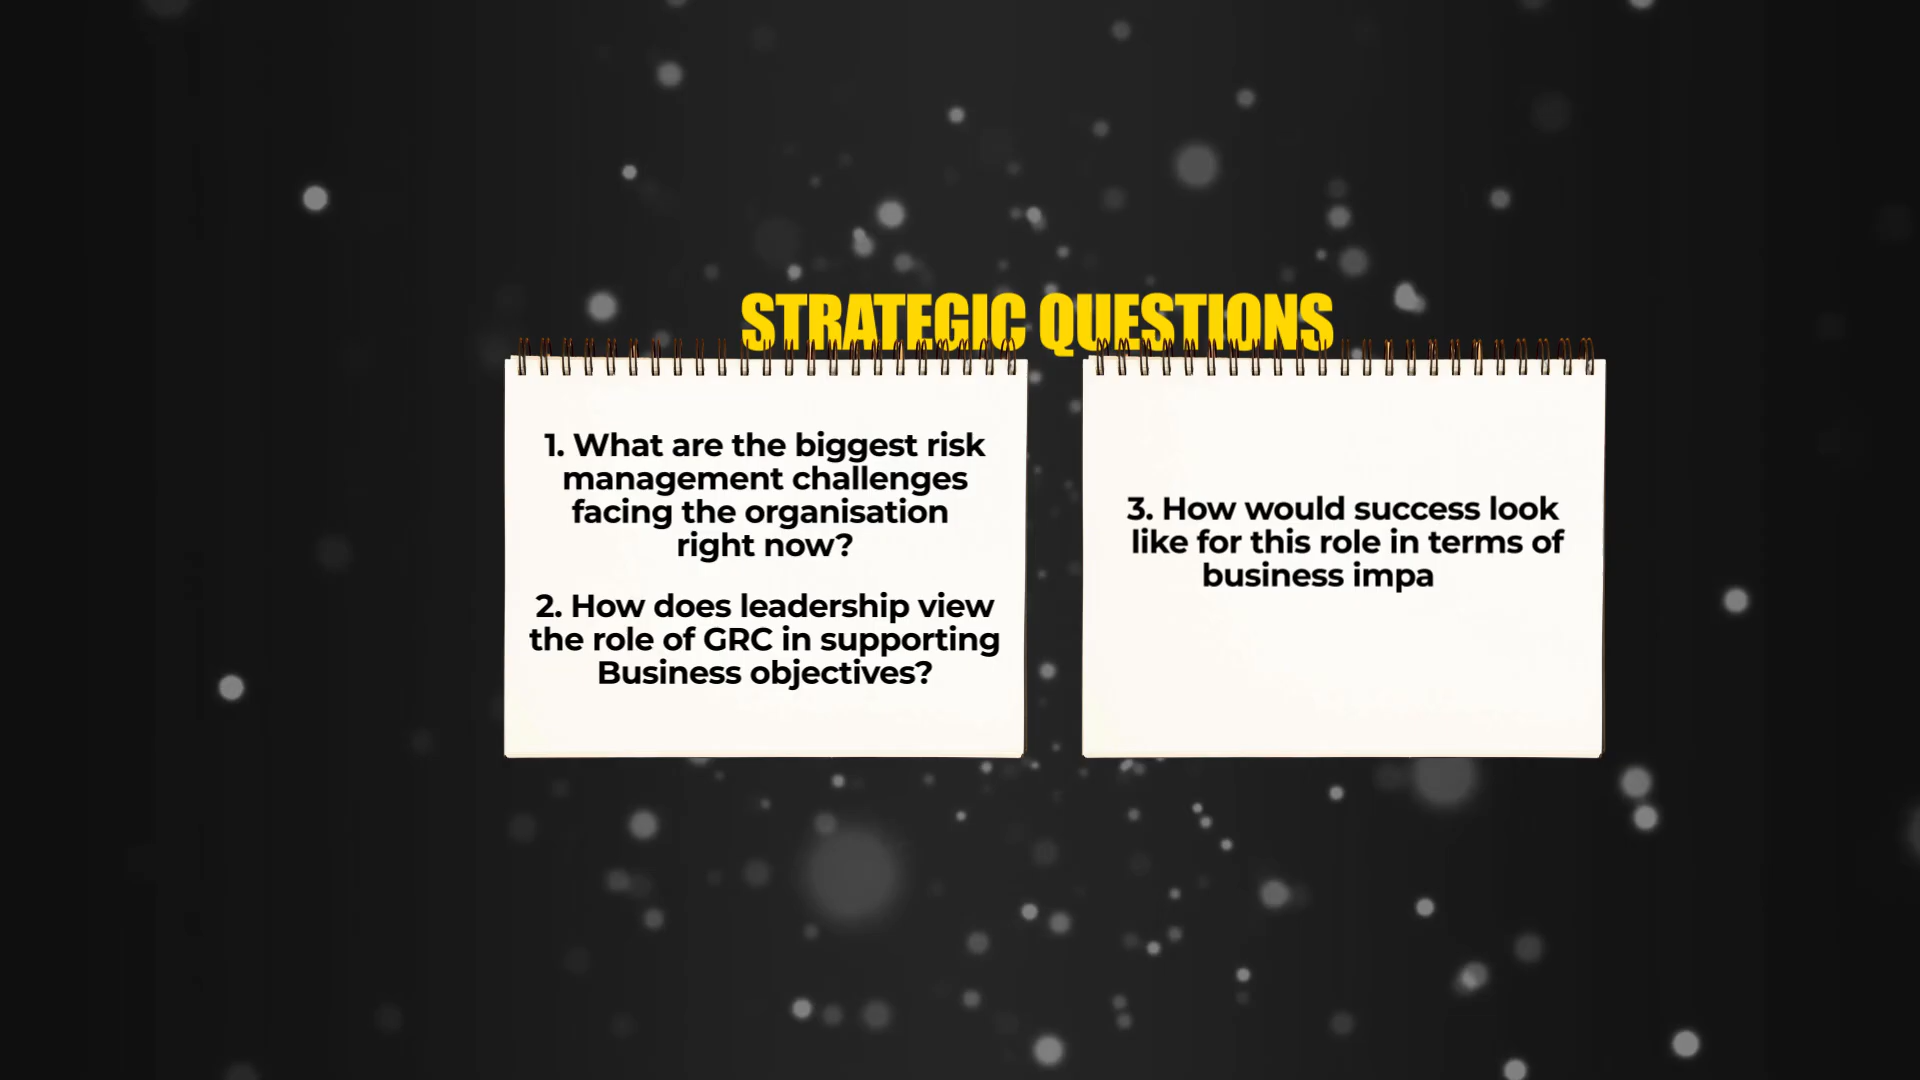 STRATEGIC QUESTIONS
1. What are the biggest risk
management challenges
facing the organisation
right now?
2. How does leadership view
the role of GRC in supporting
Business objectives?
3. How would success look
like for this role in terms of
business impa